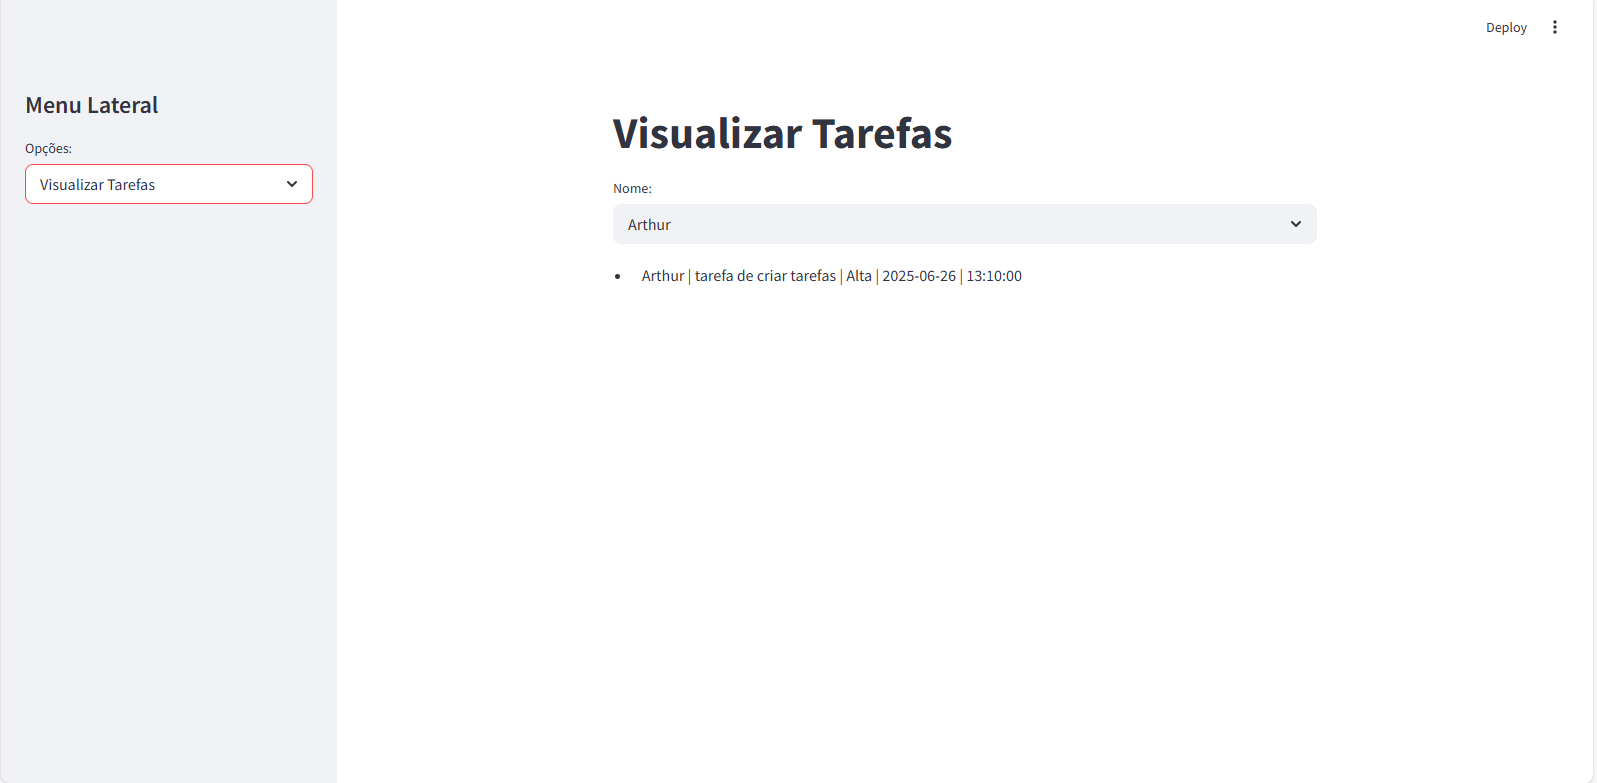 Deploy
Menu Lateral
Opções:
Visualizar Tarefas
Visualizar Tarefas
Nome:
Arthur
• Arthur | tarefa de criar tarefas | Alta | 2025-06-26 | 13:10:00